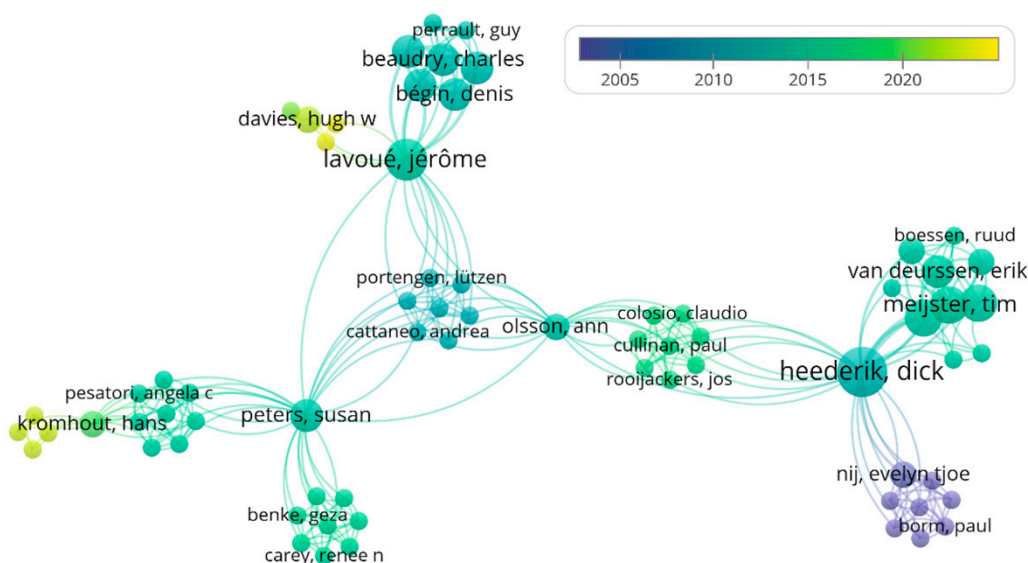 perrault, guy
beaudry, charles
bégin, denis
davies, hugh w
lavoué, jérôme
2005 2010 2015 2020
portengen, lützen
cattaneo, andrea
olsson, ann
colosio, claudio
cullinan, paul
rooijackers, jos
boessen, ruud
van deurssen, erik
meijster, tim
heederik, dick
pesatori, angela c
kromhout, hans
peters, susan
benke, geza
carey, renee n
nij, evelyn tjoe
borm, paul